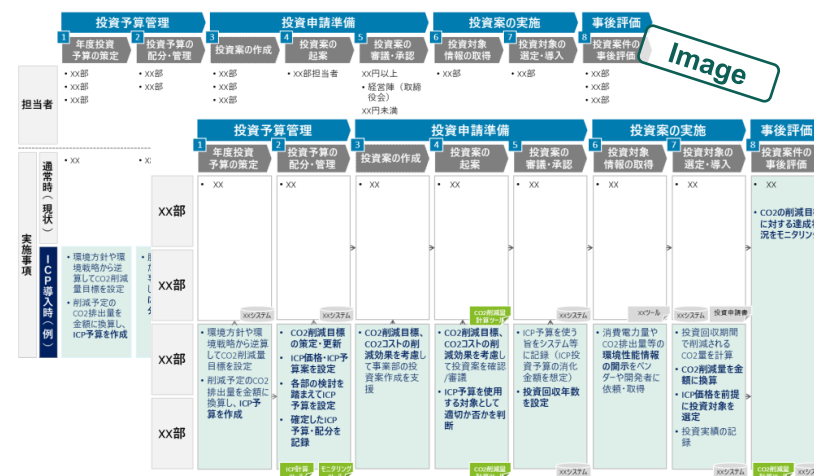 投資予算管理
投資申請準備
投資案の実施
事後評価
1
年度投資
予算の策定
2
投資予算の
配分・管理
3
投資案の作成
4
投資案の
起案
5
投資案の
審議・承認
6
投資対象
情報の取得
7
投資対象の
選定・導入
8
投資案件の
事後評価
Image
担当者
• XX部
• XX部
• XX部
• XX部
• XX部
• XX部
• XX部
• XX部
• XX部担当者
XX円以上
• 経営陣（取締
役会）
XX円未満
• XX部
• XX部
• XX部
• XX部
• XX部
実施事項
通常時（現状）
• XX
ICP導入時（例）
• 環境方針や環
境戦略から逆
算してCO2削減
量目標を設定
• 削減予定の
CO2排出量を
金額に換算し、
ICP予算を作成
投資予算管理
投資申請準備
投資案の実施
事後評価
1
年度投資
予算の策定
2
投資予算の
配分・管理
3
投資案の作成
4
投資案の
起案
5
投資案の
審議・承認
6
投資対象
情報の取得
7
投資対象の
選定・導入
8
投資案件の
事後評価
XX部
XX部
XX部
XX部
• XX
• XX
• XX
• XX
• XX
• XX
• XX
• XX
• CO2の削減目
に対する達成
況をモニタリン
XXシステム
CO2削減量
計算ツール
XXシステム
XXツール
XXシステム
投資申請書
• 環境方針や環
境戦略から逆算
してCO2削減量
目標を設定
• 削減予定のCO2
排出量を金額に
換算し、ICP予
算を作成
• CO2削減目標
の策定・更新
• ICP価格・ICP予
算案を設定
• 各部の検討を
踏まえてICP
予算を設定
• 確定したICP
予算・配分を
記録
• CO2削減目標、
CO2コストの削
減効果を考慮し
て事業部の投
資案作成を支
援
• CO2削減目標、
CO2コストの削
減効果を考慮し
て投資案を確認
/審議
• ICP予算を使用
する対象として
適切か否かを判
断
• ICP予算を使う
旨をシステム等
に記録（ICP投
資予算の消化
金額を想定）
• 投資回収年数
を設定
• 消費電力量や
CO2排出量等の
環境性能情報
の開示をベン
ダーや開発者に
依頼・取得
• 投資回収期間
で削減される
CO2量を計算
• CO2削減量を金
額に換算
• ICP価格を前提
に投資対象を
選定
• 投資実績の記
録
ICP計算
モニタリング
CO2削減量
XXシステム
XXシステム
CO2削減量